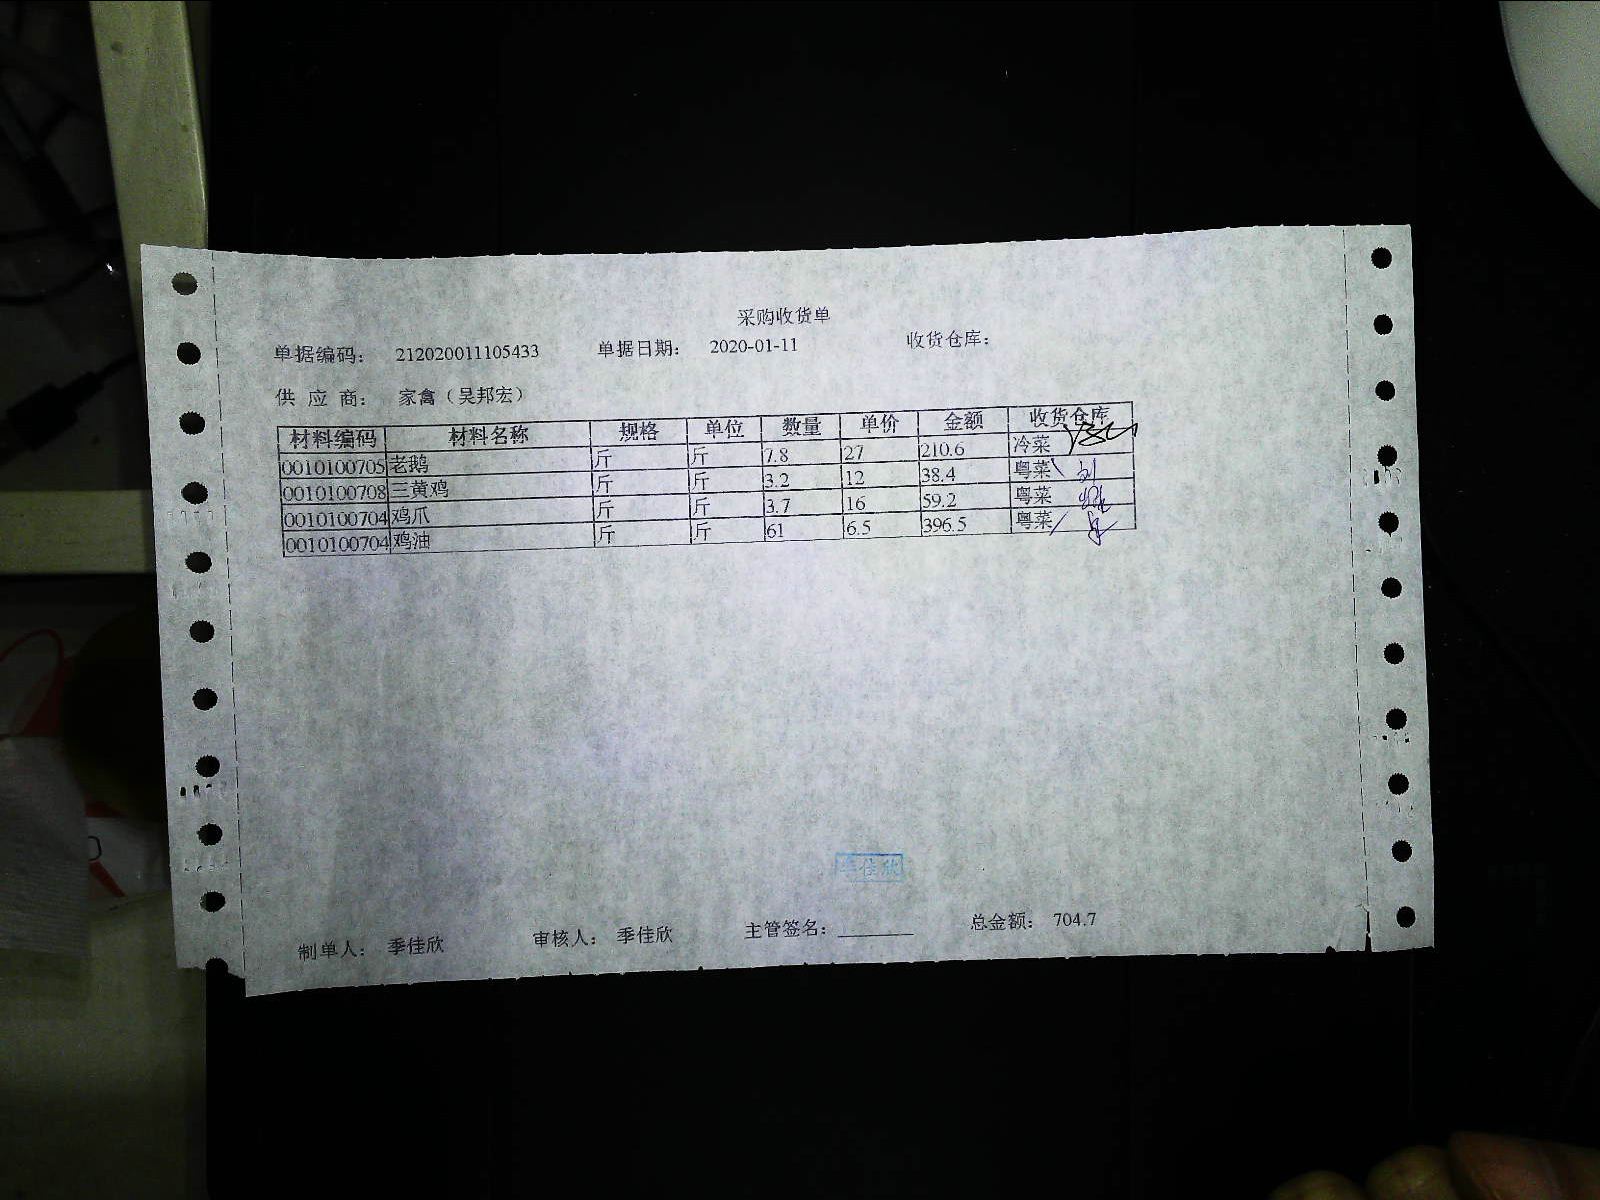 采购收货单
单据编码： 212020011105433 单据日期： 2020-01-11 收货仓库：
供 应 商： 家禽（吴邦宏）
材料编码 材料名称 规格 单位 数量 单价 金额 收货仓库
0010100705 老鹅 斤 斤 7.8 27 210.6 冷菜
0010100708 三黄鸡 斤 斤 3.2 12 38.4 粤菜
0010100704 鸡爪 斤 斤 3.7 16 59.2 粤菜
0010100704 鸡油 斤 斤 61 6.5 396.5 粤菜
季佳欣
制单人： 季佳欣 审核人： 季佳欣 主管签名： 总金额： 704.7